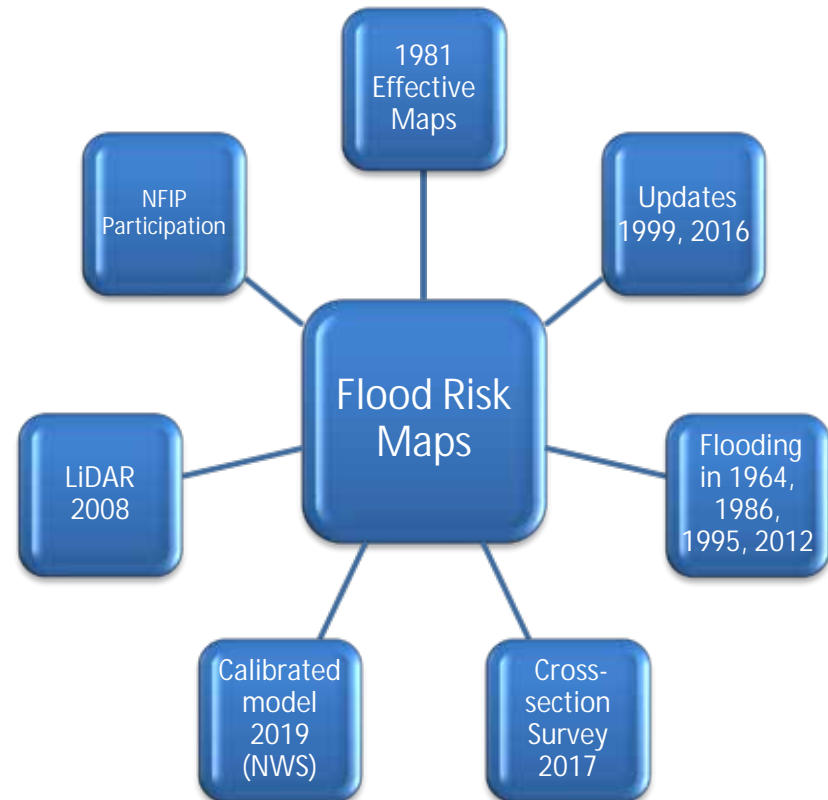 1981
Effective
Maps
NFIP
Participation
Updates
1999, 2016
Flood Risk
Maps
LiDAR
2008
Flooding
in 1964,
1986,
1995, 2012
Calibrated
model
2019
(NWS)
Cross-
section
Survey
2017